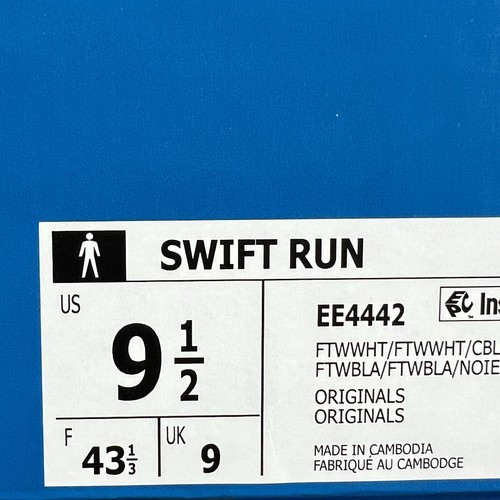 SWIFT RUN
US
9 1/2
F
43 1/3
UK
9
EE4442
FTWWHT/FTWWHT/CBL
FTWBLA/FTWBLA/NOIE
ORIGINALS
ORIGINALS
MADE IN CAMBODIA
FABRIQUÉ AU CAMBODGE